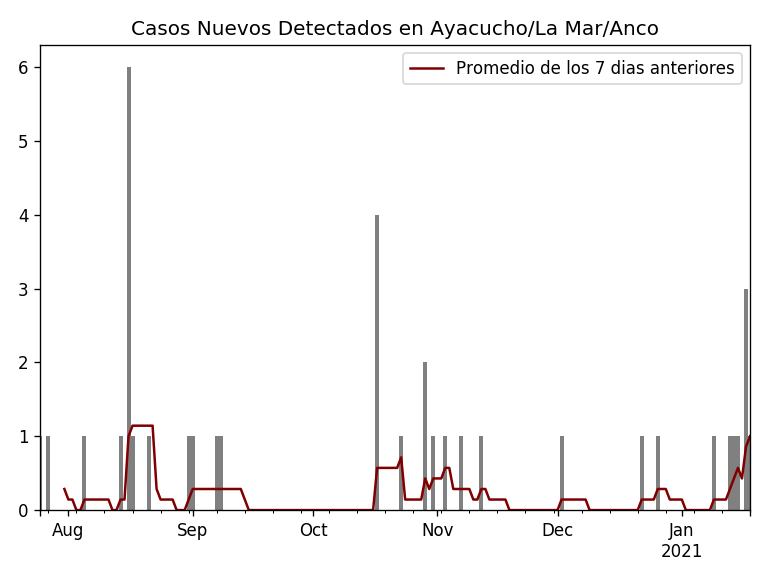 Casos Nuevos Detectados en Ayacucho/La Mar/Anco
Promedio de los 7 dias anteriores
6
5
4
3
2
1
0
Aug Sep Oct Nov Dec Jan
2021